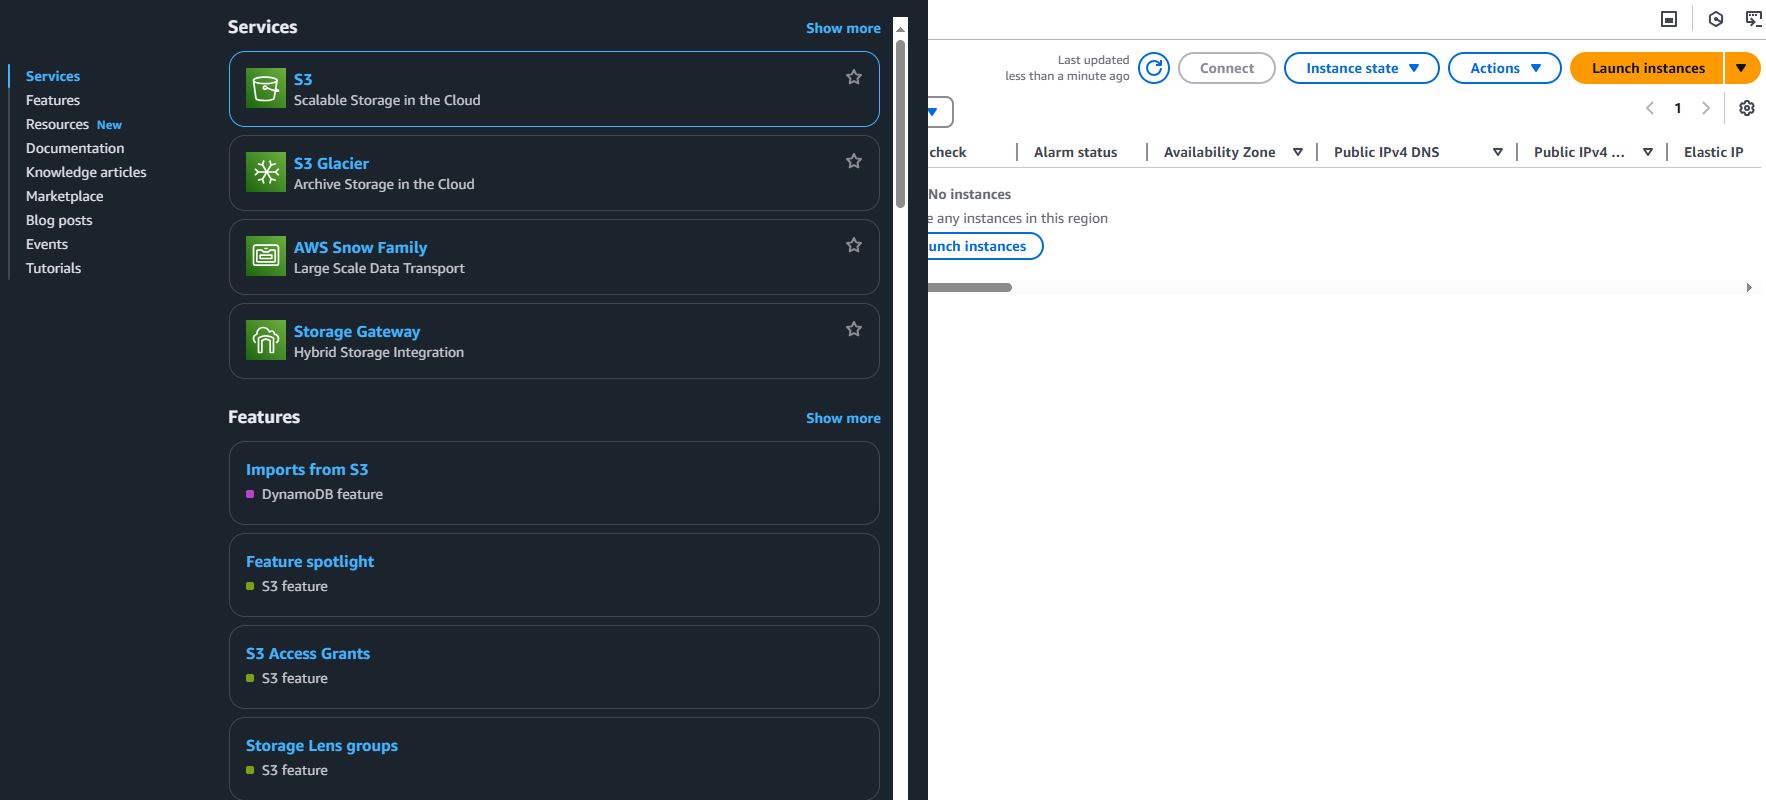 Services
Features
Resources New
Documentation
Knowledge articles
Marketplace
Blog posts
Events
Tutorials
Services Show more
S3
Scalable Storage in the Cloud
S3 Glacier
Archive Storage in the Cloud
AWS Snow Family
Large Scale Data Transport
Storage Gateway
Hybrid Storage Integration
Features Show more
Imports from S3
DynamoDB feature
Feature spotlight
S3 feature
S3 Access Grants
S3 feature
Storage Lens groups
S3 feature
Last updated
less than a minute ago
Connect Instance state Actions Launch instances
1
check Alarm status Availability Zone Public IPv4 DNS Public IPv4 ... Elastic IP
No instances
e any instances in this region
unch instances